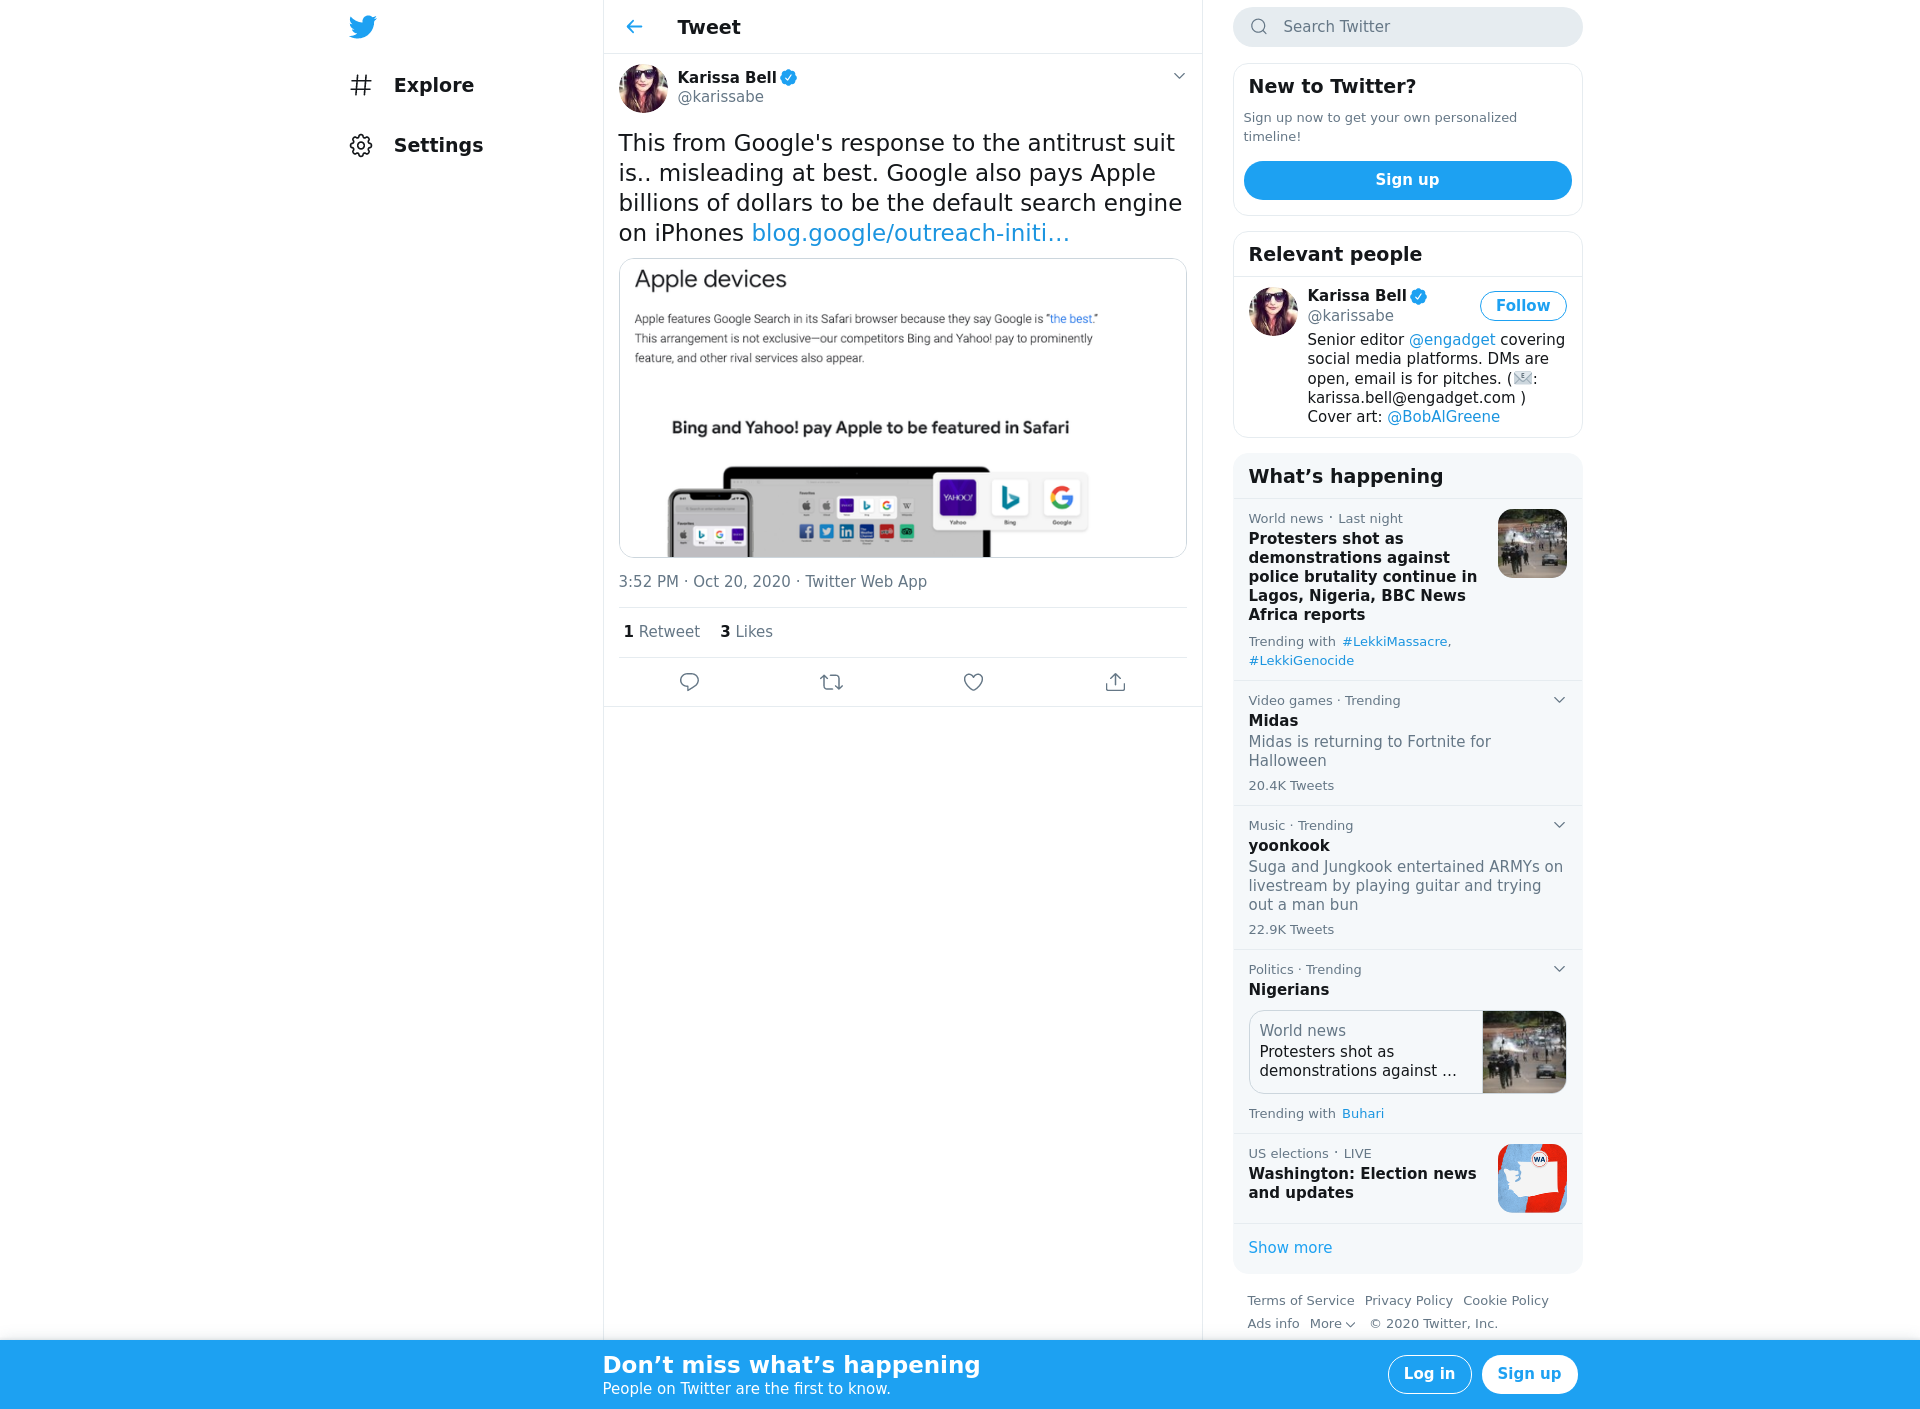 Explore
Settings
Tweet
Karissa Bell
@karissabe
This from Google's response to the antitrust suit
is.. misleading at best. Google also pays Apple
billions of dollars to be the default search engine
on iPhones blog.google/outreach-initi…
Apple devices
Apple features Google Search in its Safari browser because they say Google is “the best.”
This arrangement is not exclusive—our competitors Bing and Yahoo! pay to prominently
feature, and other rival services also appear.
Bing and Yahoo! pay Apple to be featured in Safari
YAHOO!
Yahoo
Bing
Google
3:52 PM · Oct 20, 2020 · Twitter Web App
1 Retweet 3 Likes
Search Twitter
New to Twitter?
Sign up now to get your own personalized
timeline!
Sign up
Relevant people
Karissa Bell
@karissabe
Follow
Senior editor @engadget covering
social media platforms. DMs are
open, email is for pitches. (📧:
karissa.bell@engadget.com )
Cover art: @BobAlGreene
What’s happening
World news · Last night
Protesters shot as
demonstrations against
police brutality continue in
Lagos, Nigeria, BBC News
Africa reports
Trending with #LekkiMassacre,
#LekkiGenocide
Video games · Trending
Midas
Midas is returning to Fortnite for
Halloween
20.4K Tweets
Music · Trending
yoonkook
Suga and Jungkook entertained ARMYs on
livestream by playing guitar and trying
out a man bun
22.9K Tweets
Politics · Trending
Nigerians
World news
Protesters shot as
demonstrations against …
Trending with Buhari
US elections · LIVE
Washington: Election news
and updates
WA
Show more
Terms of Service Privacy Policy Cookie Policy
Ads info More © 2020 Twitter, Inc.
Don’t miss what’s happening
People on Twitter are the first to know.
Log in
Sign up